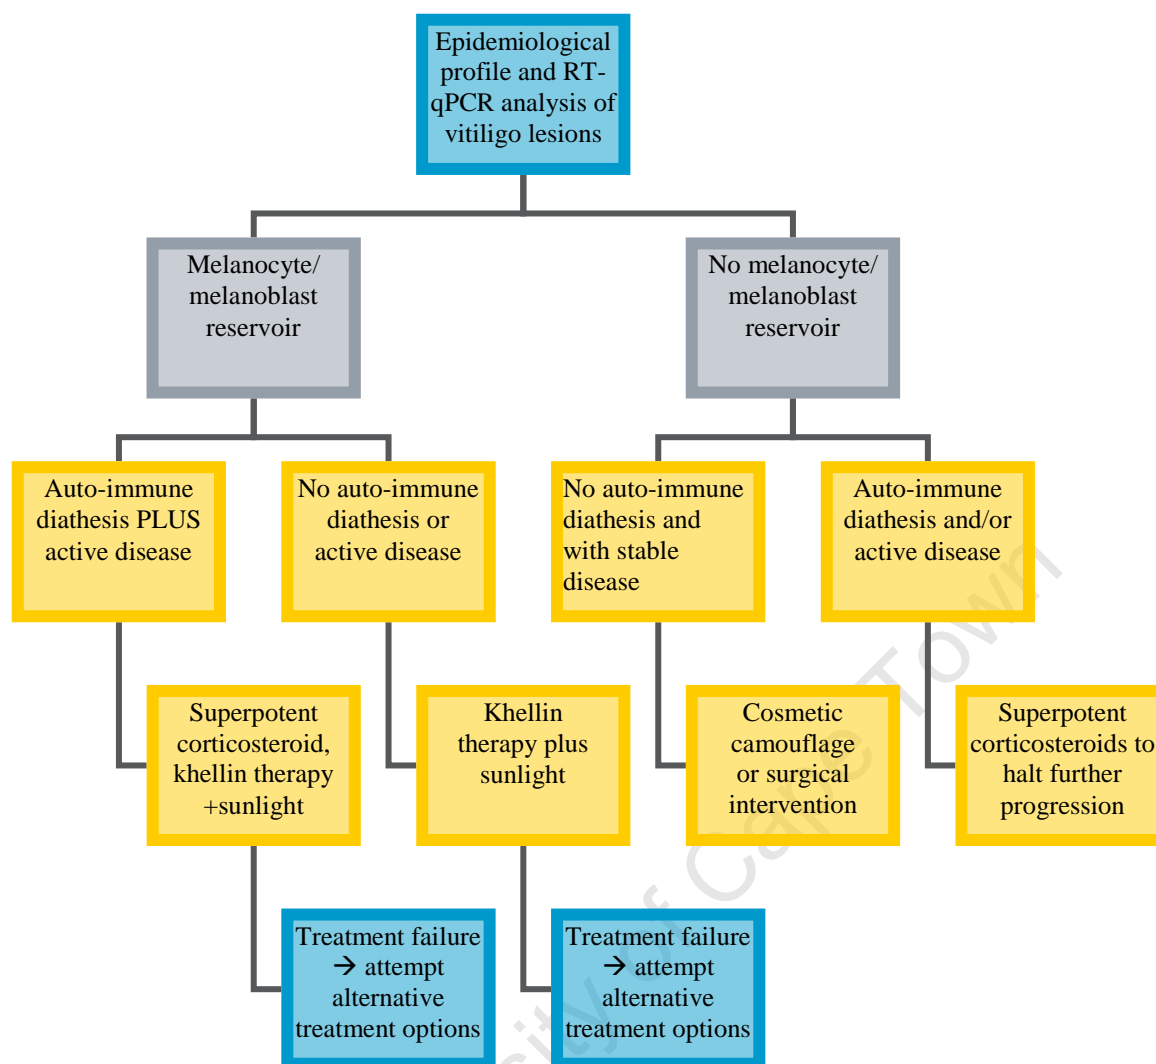 Epidemiological
profile and RT-
qPCR analysis of
vitiligo lesions
Melanocyte/
melanoblast
reservoir
No melanocyte/
melanoblast
reservoir
Auto-immune
diathesis PLUS
active disease
No auto-immune
diathesis or
active disease
No auto-immune
diathesis and
with stable
disease
Auto-immune
diathesis and/or
active disease
Superpotent
corticosteroid,
khellin therapy
+sunlight
Khellin
therapy plus
sunlight
Cosmetic
camouflage
or surgical
intervention
Superpotent
corticosteroids to
halt further
progression
Treatment failure
→ attempt
alternative
treatment options
Treatment failure
→ attempt
alternative
treatment options
sity of Cape Town